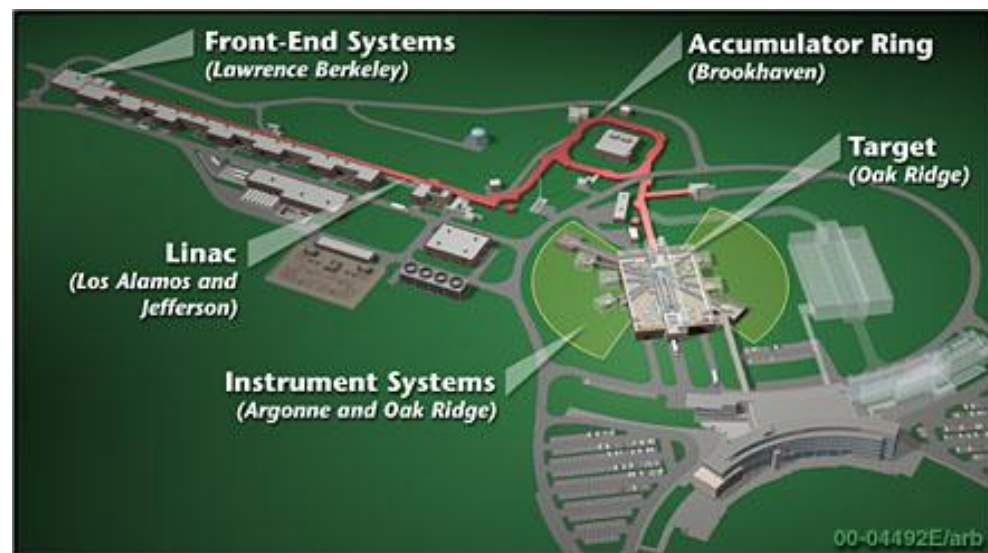 Front-End Systems
(Lawrence Berkeley)
Accumulator Ring
(Brookhaven)
Target
(Oak Ridge)
Linac
(Los Alamos and
Jefferson)
Instrument Systems
(Argonne and Oak Ridge)
00-04492E/arb